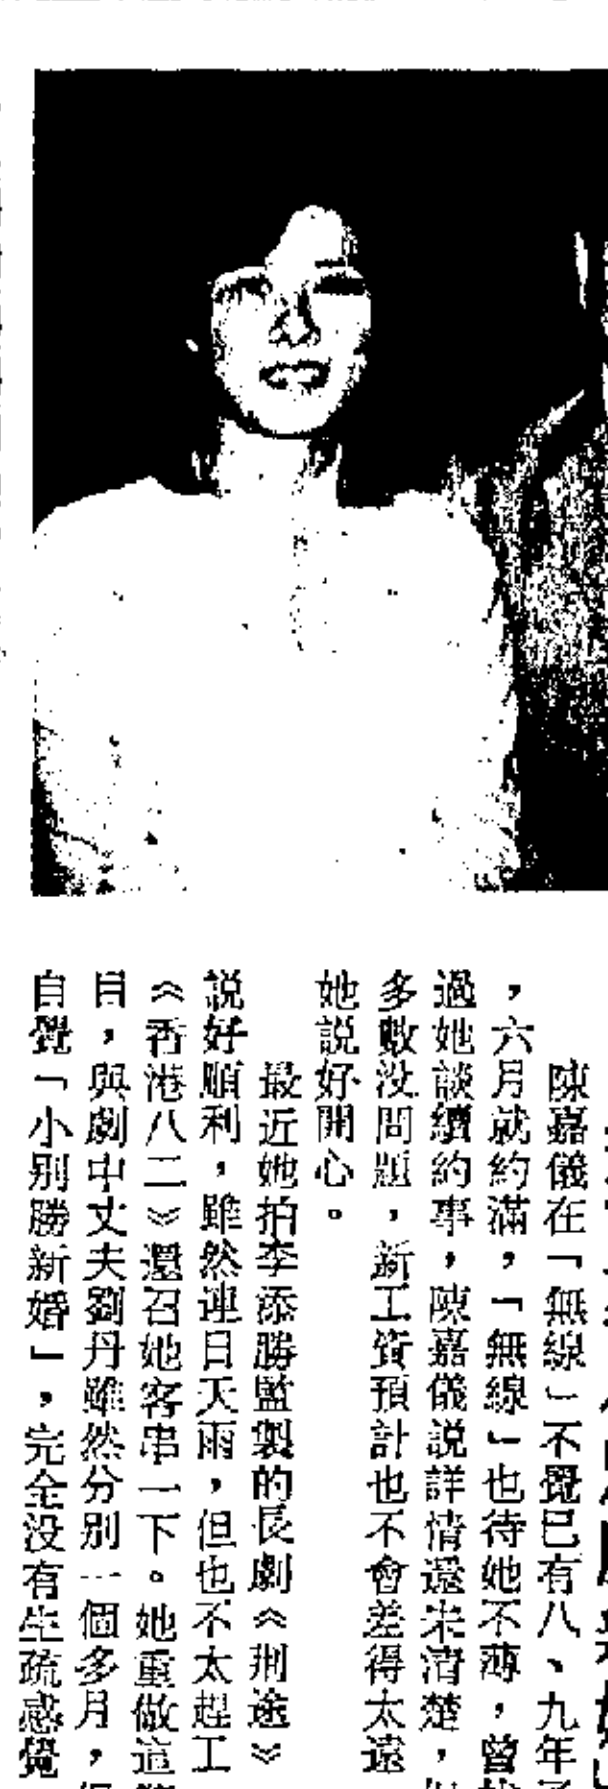 陳嘉儀在「無線」不覺已有八、九年
，六月就約滿，「無線」也待她不薄，曾
過她談續約事，陳嘉儀説詳情還未清楚，
多數没問題，新工資預計也不會差得太遠
她説好開心。
最近她拍李添勝監製的長劇《荆途》
説好順利，雖然連日天雨，但也不太趕工
《香港八二》還召她客串一下。她重做這
目，與劇中丈夫劉丹雖然分別一個多月，
自覺「小別勝新婚」，完全没有生疏感覺